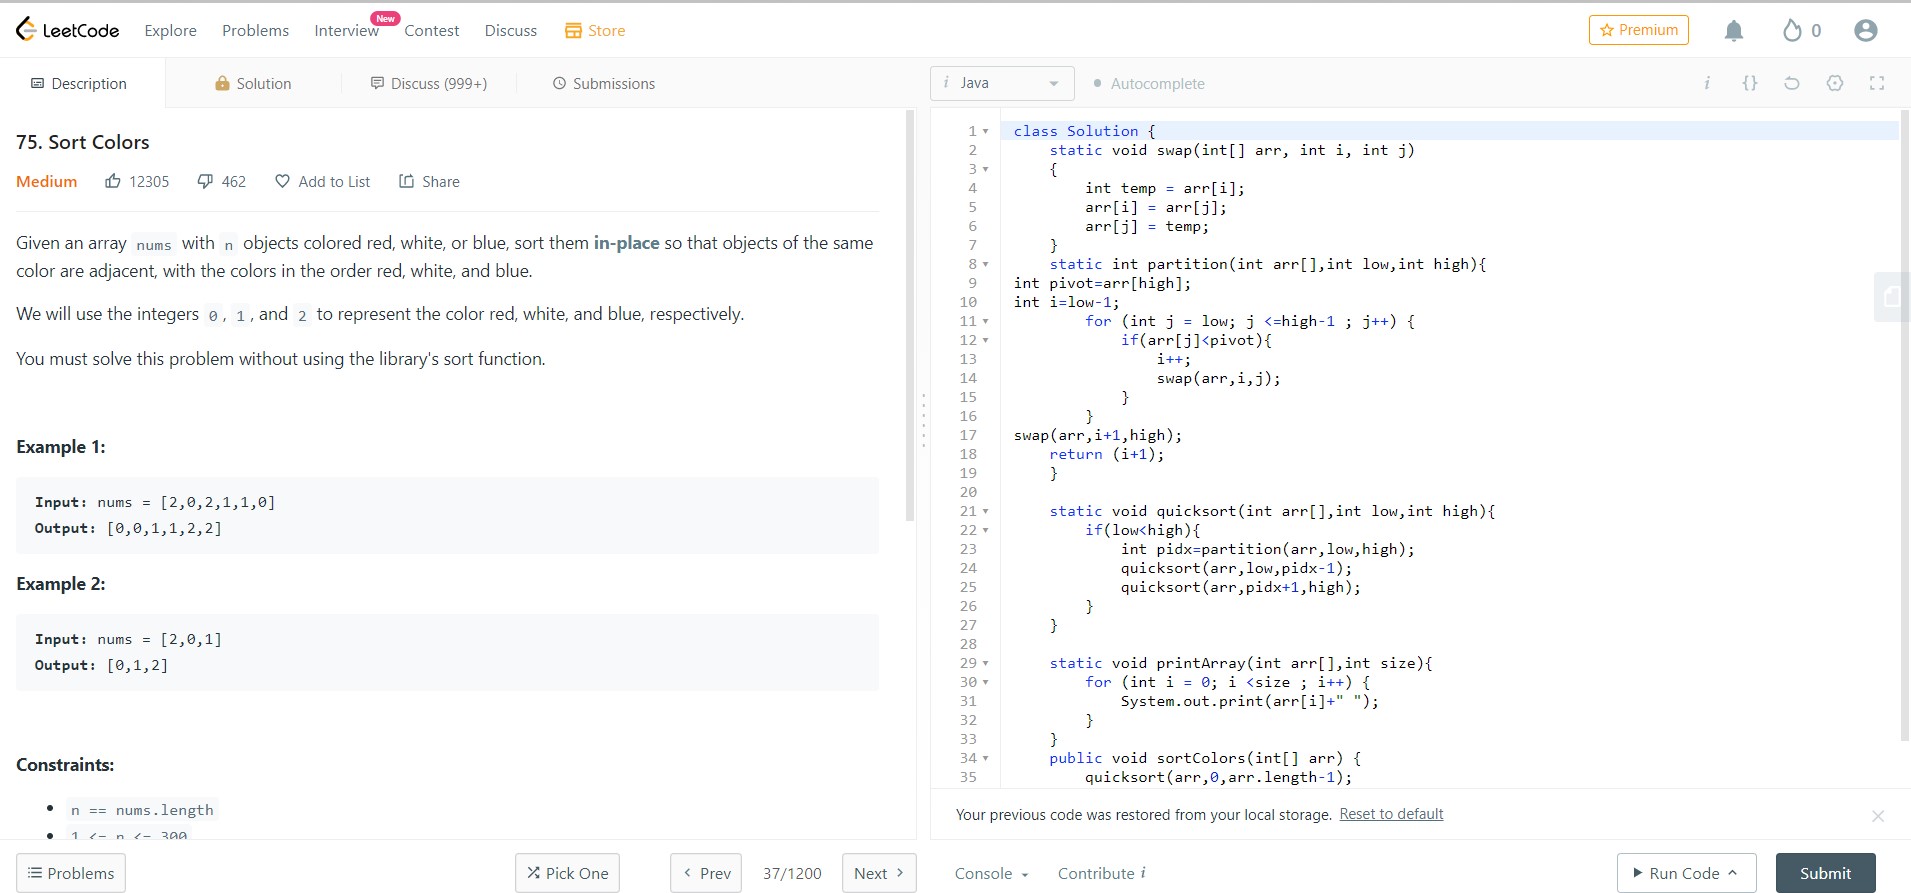 LeetCode Explore Problems Interview New Contest Discuss Store Premium 0
Description Solution Discuss (999+) Submissions
i Java Autocomplete i {}
75. Sort Colors
Medium 12305 462 Add to List Share
Given an array nums with n objects colored red, white, or blue, sort them in-place so that objects of the same
color are adjacent, with the colors in the order red, white, and blue.
We will use the integers 0, 1, and 2 to represent the color red, white, and blue, respectively.
You must solve this problem without using the library's sort function.
Example 1:
Input: nums = [2,0,2,1,1,0]
Output: [0,0,1,1,2,2]
Example 2:
Input: nums = [2,0,1]
Output: [0,1,2]
Constraints:
n == nums.length
1 <= n <= 300
Problems Pick One Prev 37/1200 Next
1 class Solution {
2     static void swap(int[] arr, int i, int j)
3     {
4         int temp = arr[i];
5         arr[i] = arr[j];
6         arr[j] = temp;
7     }
8     static int partition(int arr[],int low,int high){
9 int pivot=arr[high];
10 int i=low-1;
11         for (int j = low; j <=high-1 ; j++) {
12             if(arr[j]<pivot){
13                 i++;
14                 swap(arr,i,j);
15             }
16         }
17 swap(arr,i+1,high);
18     return (i+1);
19     }
20
21     static void quicksort(int arr[],int low,int high){
22         if(low<high){
23             int pidx=partition(arr,low,high);
24             quicksort(arr,low,pidx-1);
25             quicksort(arr,pidx+1,high);
26         }
27     }
28
29     static void printArray(int arr[],int size){
30         for (int i = 0; i <size ; i++) {
31             System.out.print(arr[i]+" ");
32         }
33     }
34     public void sortColors(int[] arr) {
35         quicksort(arr,0,arr.length-1);
Your previous code was restored from your local storage. Reset to default
Console Contribute i Run Code Submit